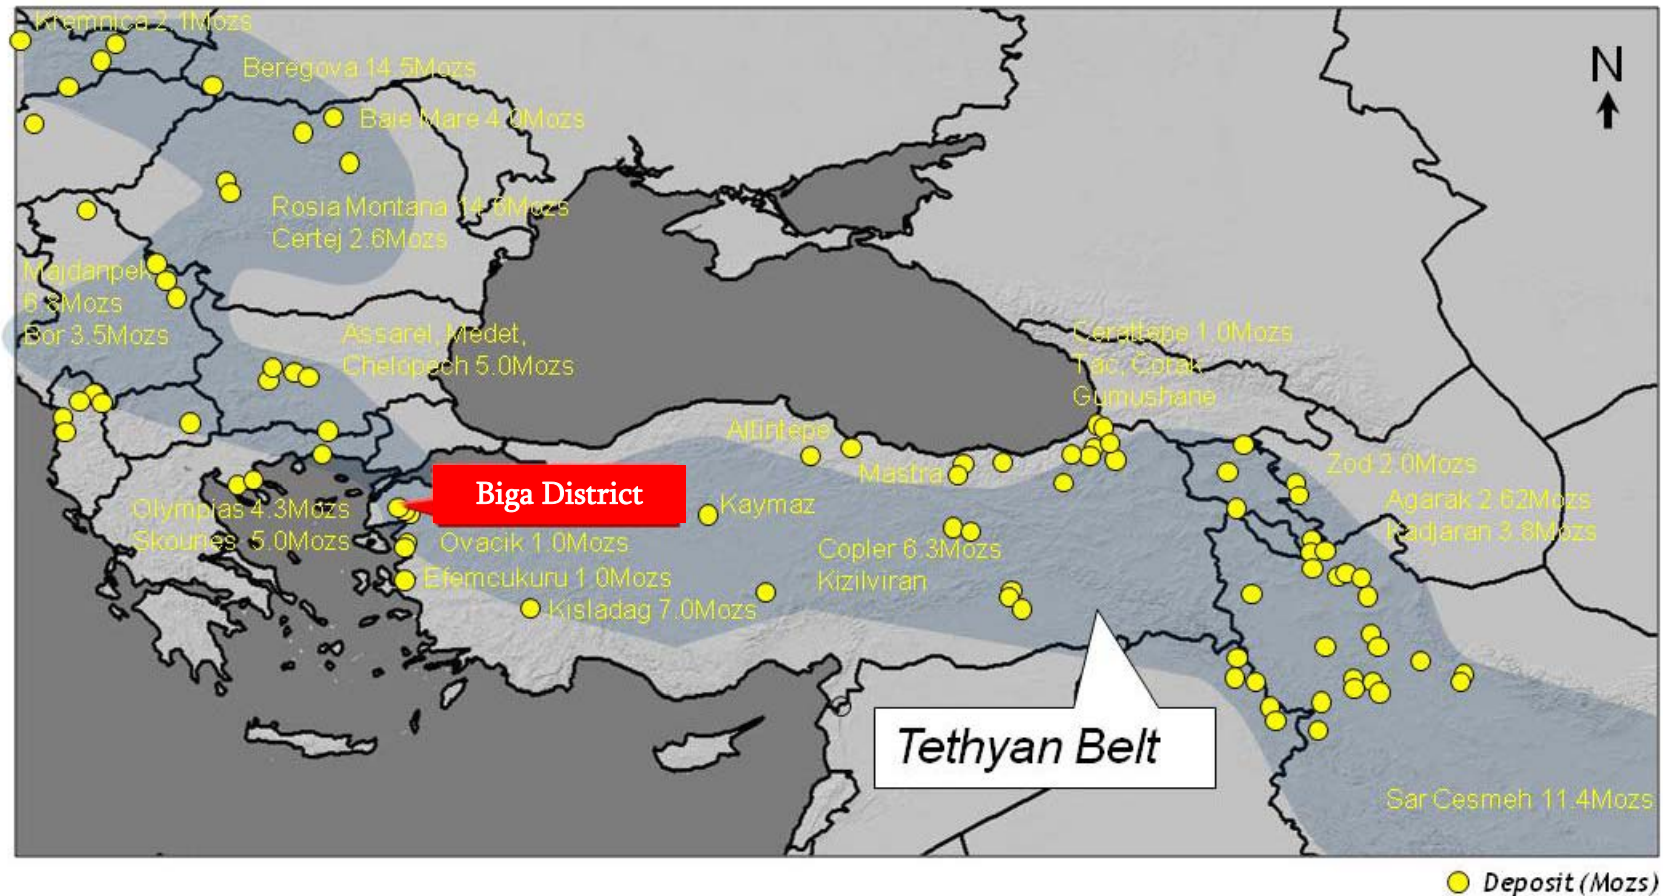 Kremnica 2.1Mozs
Beregova 14.5Mozs
Baie Mare 4.0Mozs
Rosia Montana 14.6Mozs
Certej 2.6Mozs
Majdanpek
6.8Mozs
Bor 3.5Mozs
Assarel, Medet,
Chelopech 5.0Mozs
N
Cerattepe 1.0Mozs
Tac, Corak
Gumushane
Altintepe
Mastra
Zod 2.0Mozs
Agarak 2.62Mozs
Kadjaran 3.8Mozs
Biga District
Olympias 4.3Mozs
Skouries 5.0Mozs
Kaymaz
Ovacik 1.0Mozs
Efemcukuru 1.0Mozs
Kisladag 7.0Mozs
Copler 6.3Mozs
Kizilviran
Tethyan Belt
Sar Cesmeh 11.4Mozs
Deposit (Mozs)